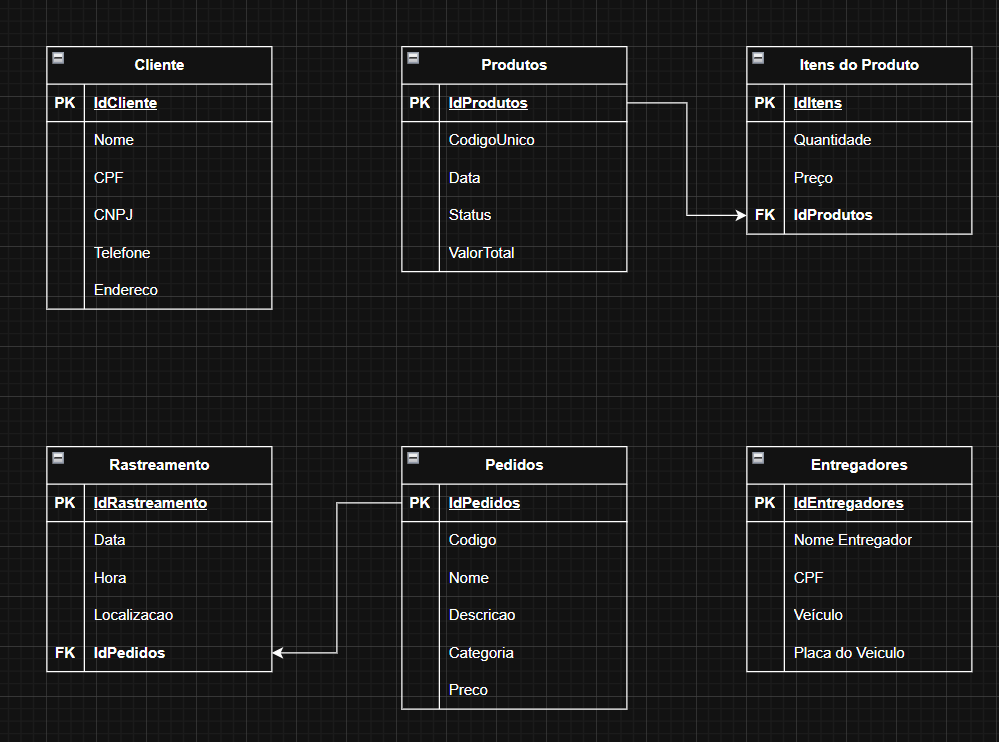 Cliente
PK IdCliente
Nome
CPF
CNPJ
Telefone
Endereco
Produtos
PK IdProdutos
CodigoUnico
Data
Status
ValorTotal
Itens do Produto
PK IdItens
Quantidade
Preço
FK IdProdutos
Rastreamento
PK IdRastreamento
Data
Hora
Localizacao
FK IdPedidos
Pedidos
PK IdPedidos
Codigo
Nome
Descricao
Categoria
Preco
Entregadores
PK IdEntregadores
Nome Entregador
CPF
Veículo
Placa do Veiculo